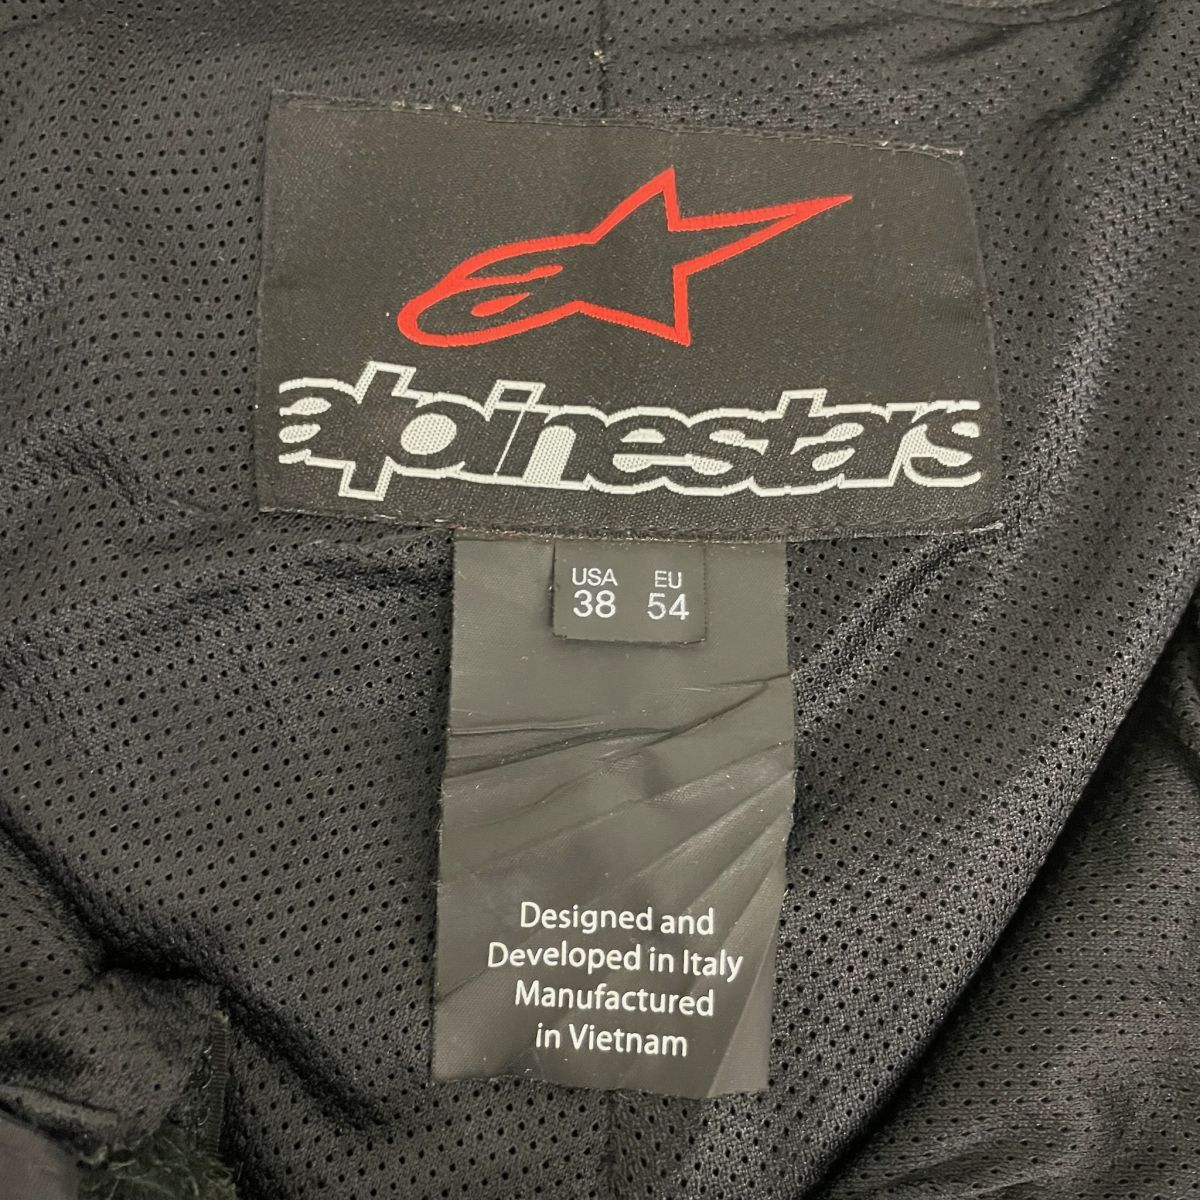 alpinestars
USA EU
38 54
Designed and
Developed in Italy
Manufactured
in Vietnam